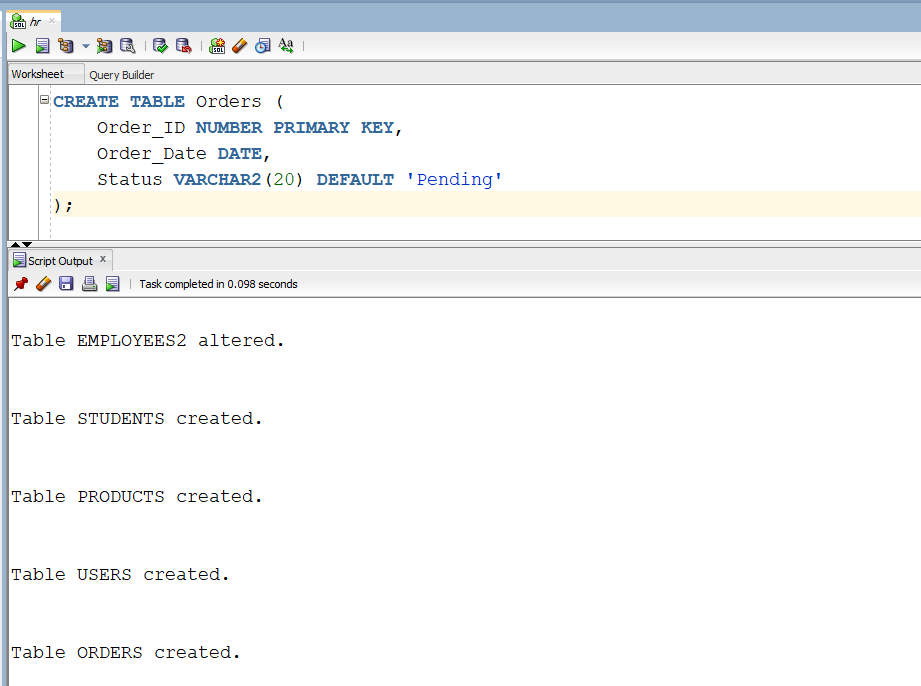 hr
Worksheet
Query Builder
CREATE TABLE Orders (
    Order_ID NUMBER PRIMARY KEY,
    Order_Date DATE,
    Status VARCHAR2(20) DEFAULT 'Pending'
);
Script Output x
Task completed in 0.098 seconds
Table EMPLOYEES2 altered.
Table STUDENTS created.
Table PRODUCTS created.
Table USERS created.
Table ORDERS created.